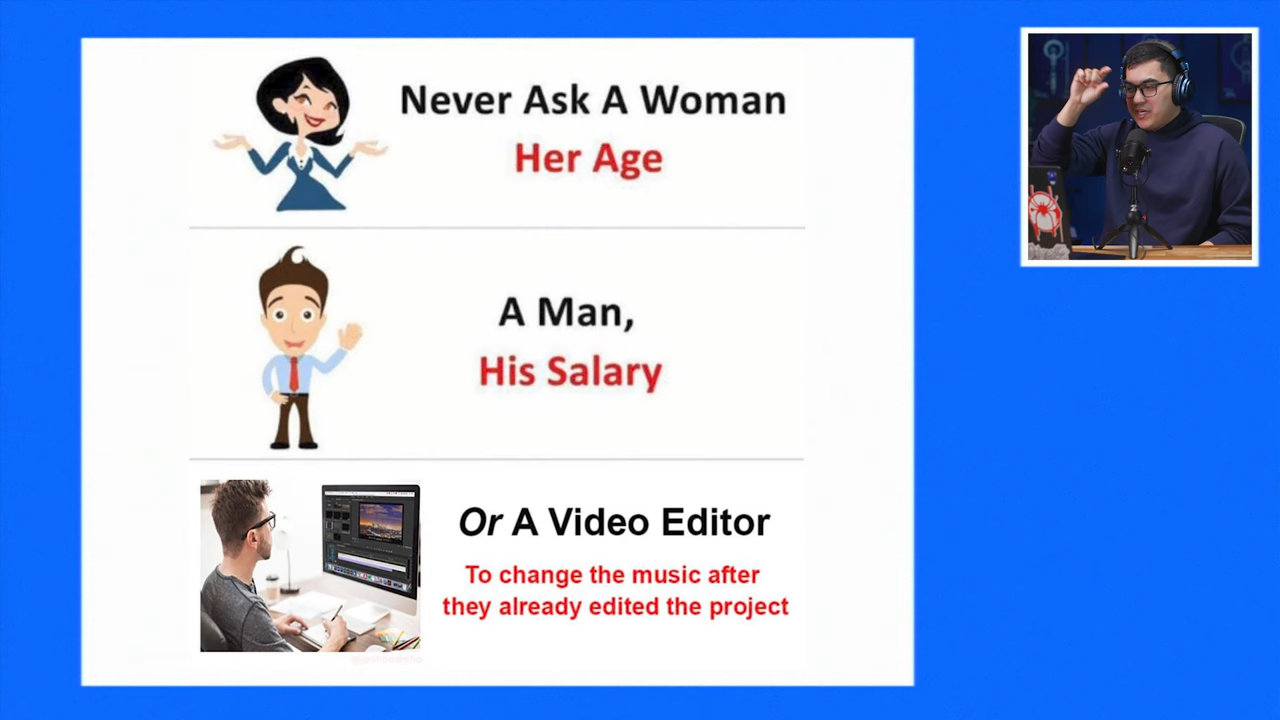 Never Ask A Woman
Her Age
A Man,
His Salary
Or A Video Editor
To change the music after
they already edited the project